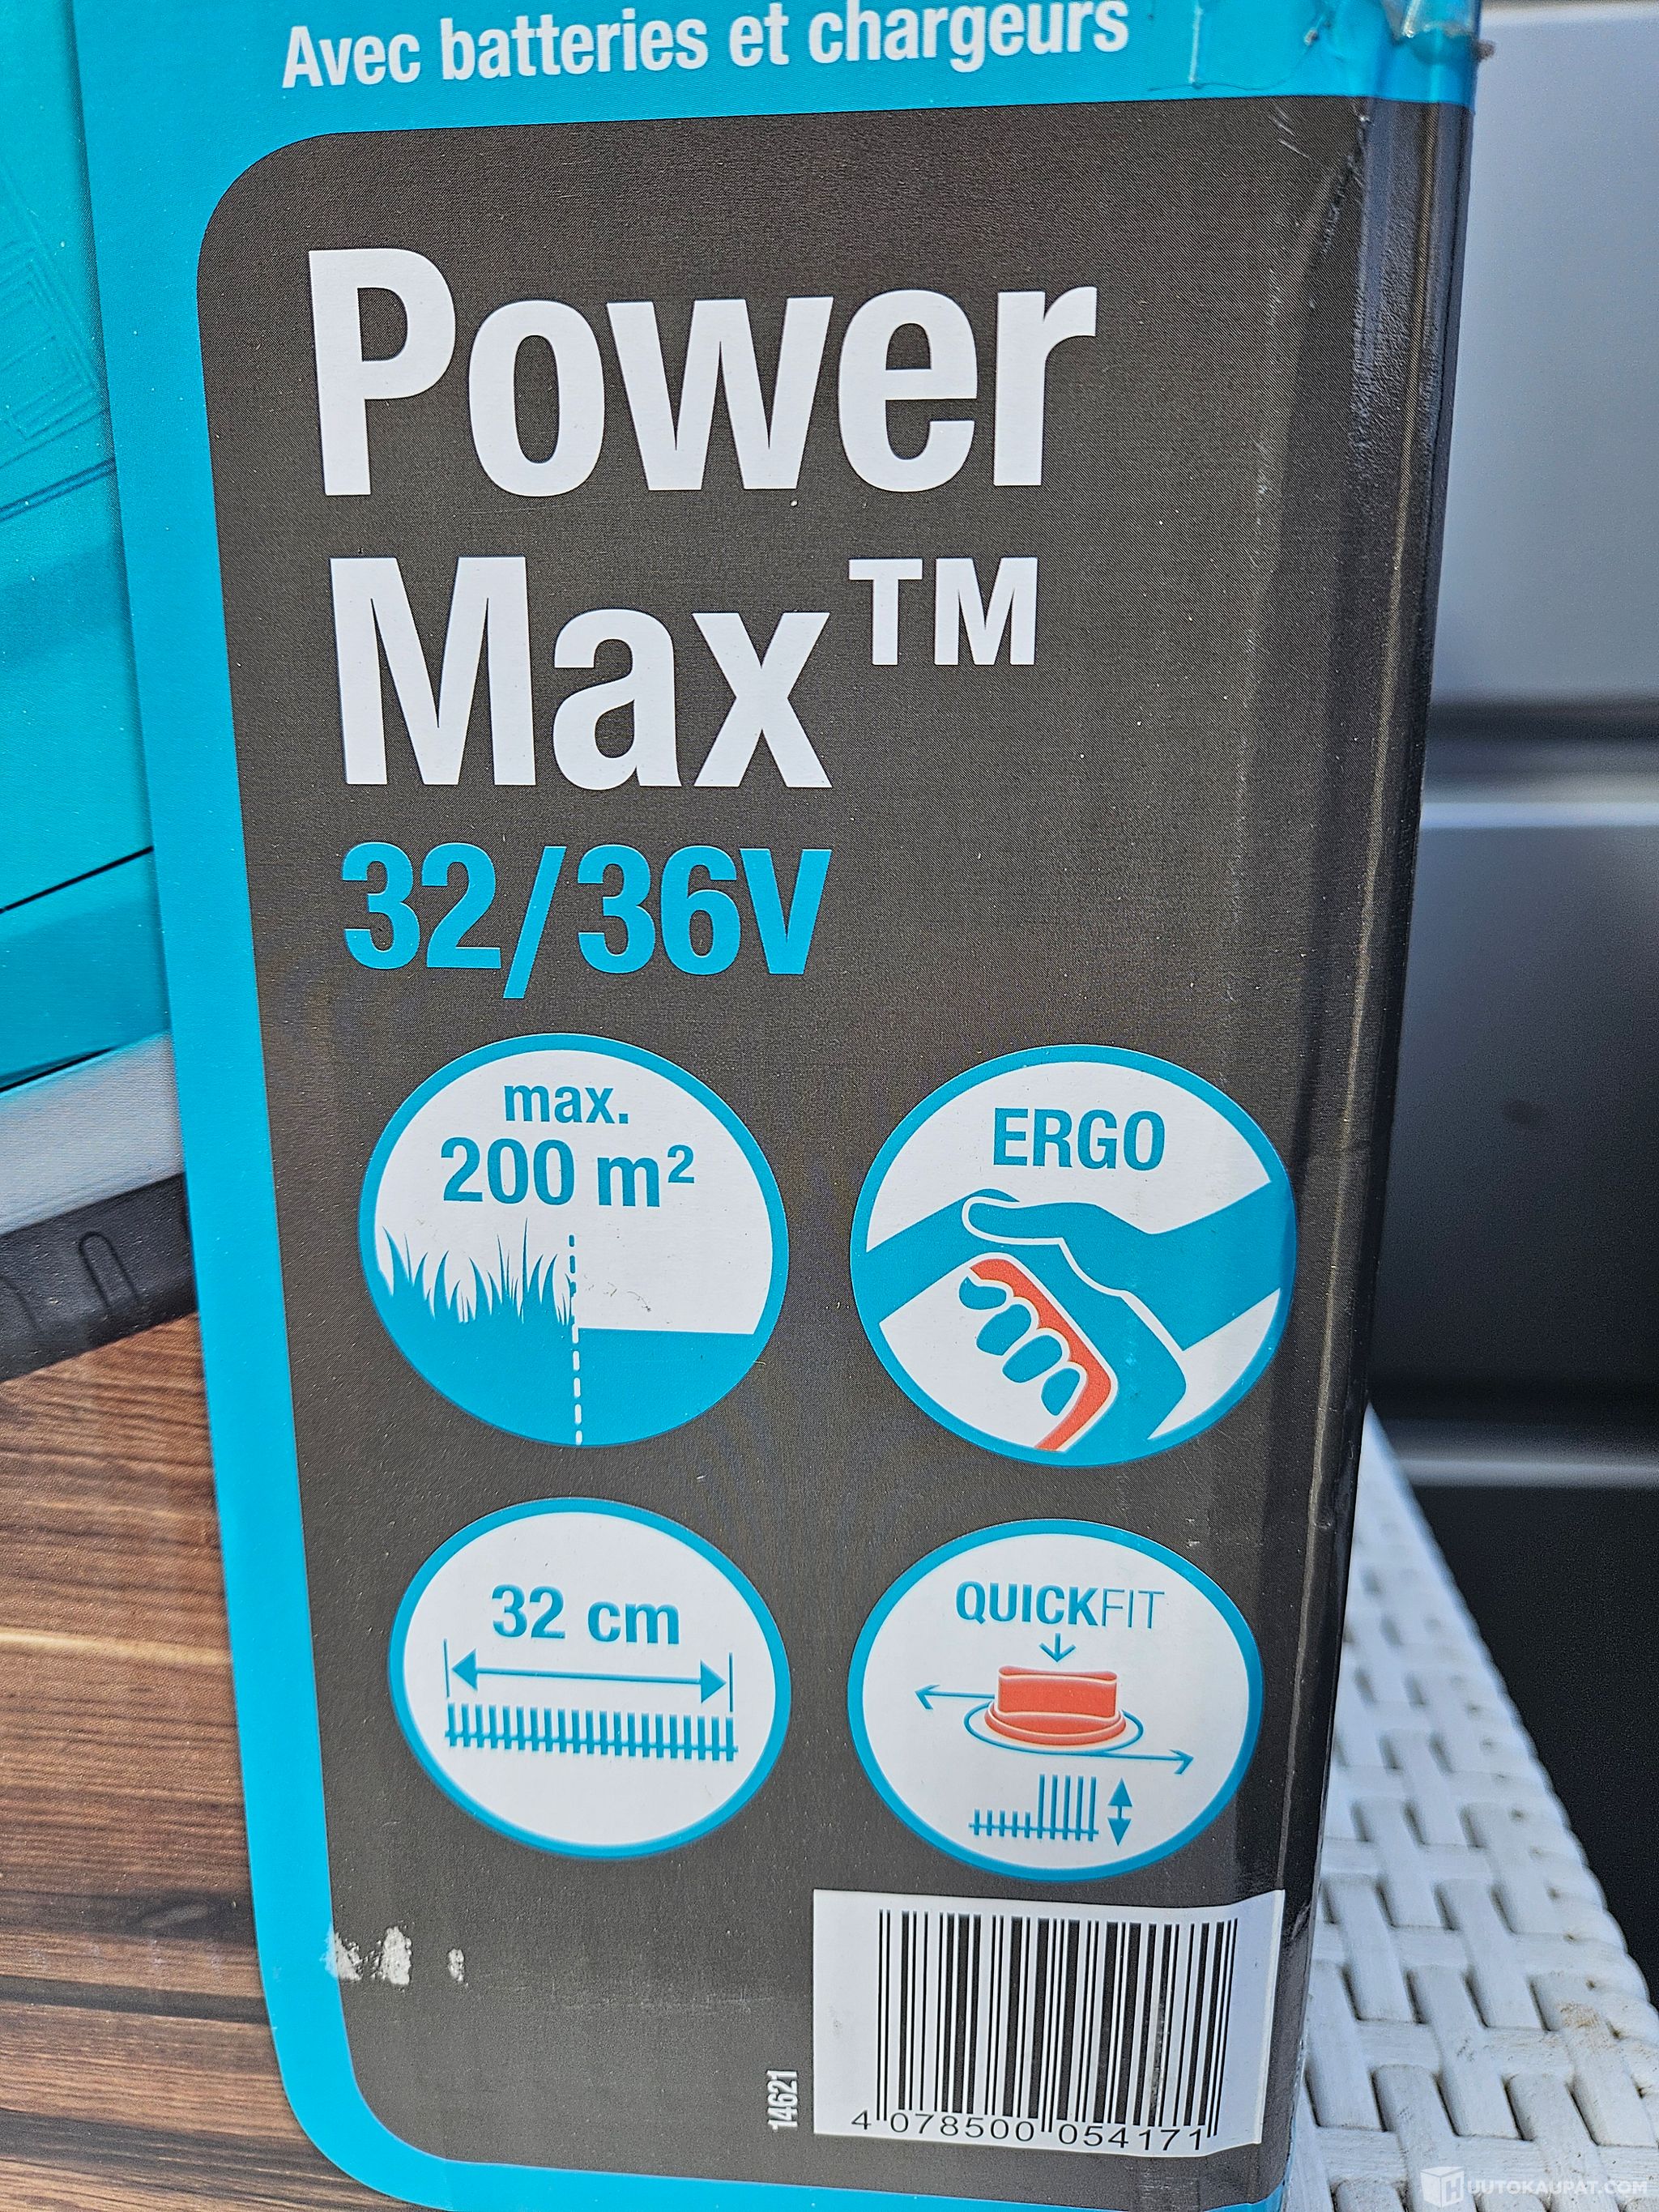 Avec batteries et chargeurs
Power
Max™
32/36V
max.
200 m²
ERGO
32 cm
QUICKFIT
14621
4 078500 054171
HUUTOKAUPAT.COM